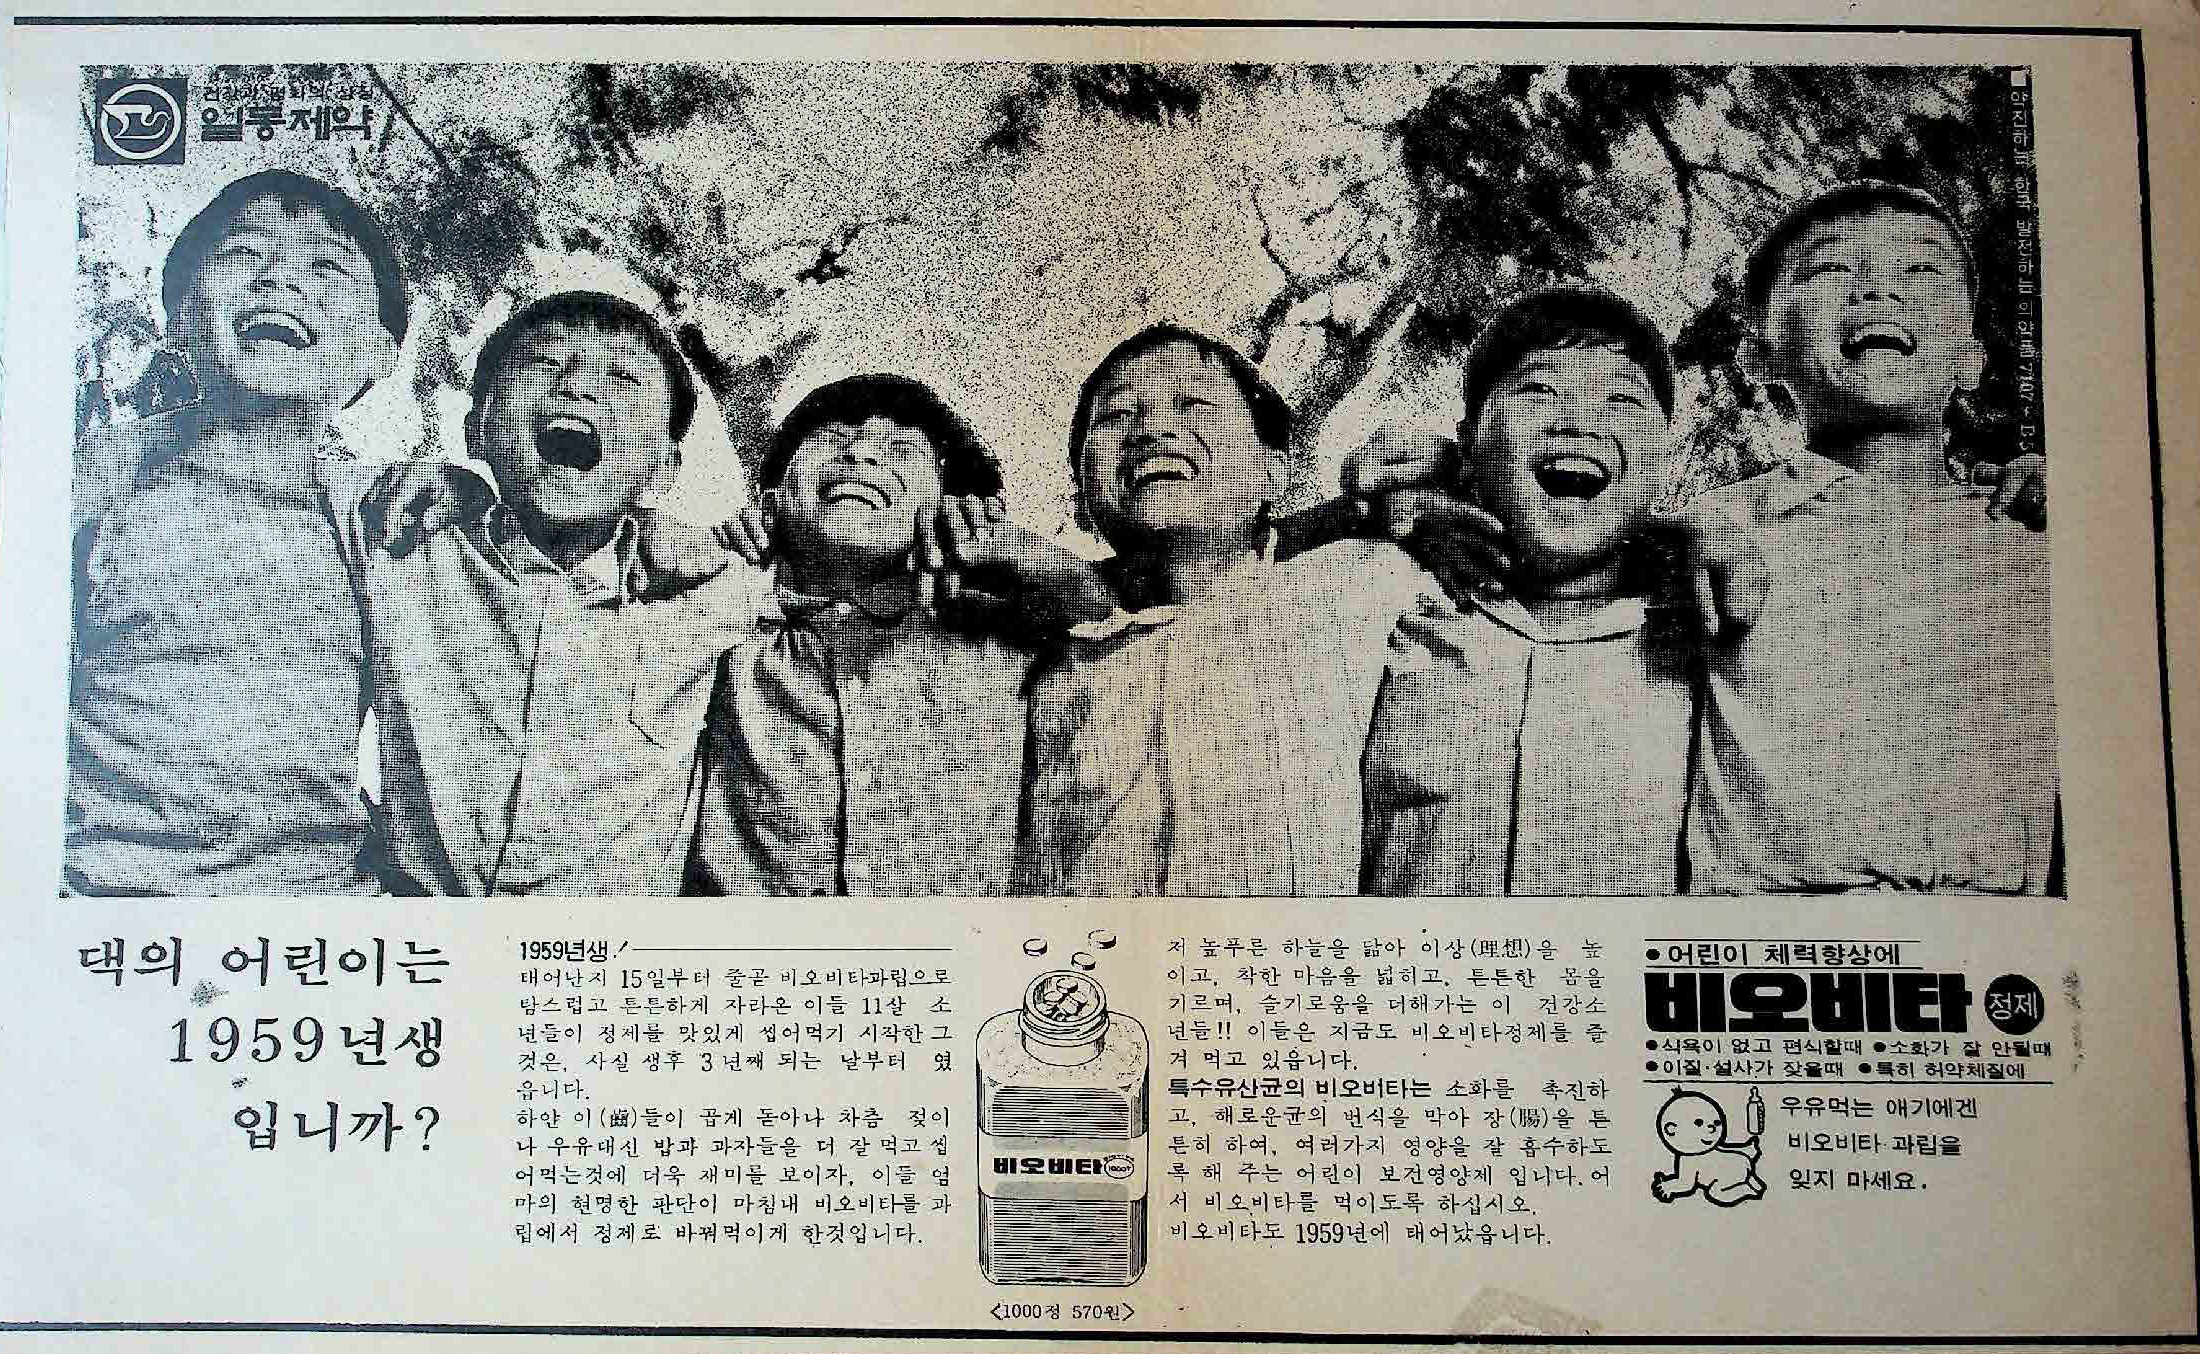 건강과 평화의 상징
일동제약
약진하는 한국 발전하는 의약품
댁의 어린이는
1959년생
입니까?
1959년생!
태어난지 15일부터 줄곧 비오비타과립으로
탐스럽고 튼튼하게 자라온 이들 11살 소
년들이 정제를 맛있게 씹어먹기 시작한 그
것은, 사실 생후 3년째 되는 날부터 였
읍니다.
하얀 이(齒)들이 곱게 돋아나 차츰 젖이
나 우유대신 밥과 과자들을 더 잘 먹고 씹
어먹는것에 더욱 재미를 보이자, 이들 엄
마의 현명한 판단이 마침내 비오비타를 과
립에서 정제로 바꿔먹이게 한것입니다.
비오비타
1000T
<1000정 570원>
저 높푸른 하늘을 닮아 이상(理想)을 높
이고, 착한 마음을 넓히고, 튼튼한 몸을
기르며, 슬기로움을 더해가는 이 건강소
년들!! 이들은 지금도 비오비타정제를 즐
겨 먹고 있읍니다.
특수유산균의 비오비타는 소화를 촉진하
고, 해로운균의 번식을 막아 장(腸)을 튼
튼히 하여, 여러가지 영양을 잘 흡수하도
록 해 주는 어린이 보건영양제 입니다. 어
서 비오비타를 먹이도록 하십시오.
비오비타도 1959년에 태어났읍니다.
●어린이 체력향상에
비오비타 정제
●식욕이 없고 편식할때 ●소화가 잘 안될때
●이질·설사가 잦을때 ●특히 허약체질에
우유먹는 애기에겐
비오비타 과립을
잊지 마세요.